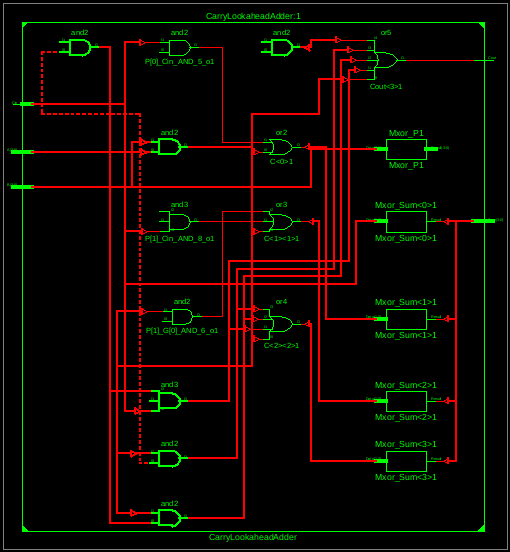 CarryLookaheadAdder:1
and2
and2
P[0]_Cin_AND_5_o1
and2
or5
Cout<3>1
and2
or2
C<0>1
Mxor_P1
Mxor_P1
and3
P[1]_Cin_AND_8_o1
or3
C<1><1>1
Mxor_Sum<0>1
Mxor_Sum<0>1
and2
P[1]_G[0]_AND_6_o1
or4
C<2><2>1
Mxor_Sum<1>1
Mxor_Sum<1>1
and3
Mxor_Sum<2>1
Mxor_Sum<2>1
and2
Mxor_Sum<3>1
Mxor_Sum<3>1
and2
CarryLookaheadAdder